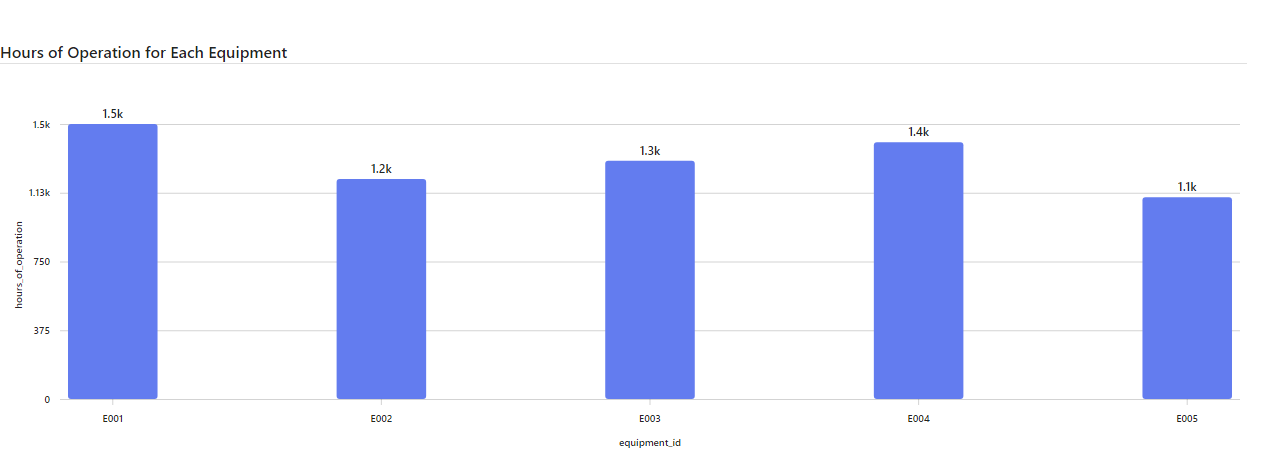 Hours of Operation for Each Equipment
1.5k
1.2k
1.3k
1.4k
1.1k
1.5k
1.13k
750
375
0
hours_of_operation
E001
E002
E003
E004
E005
equipment_id